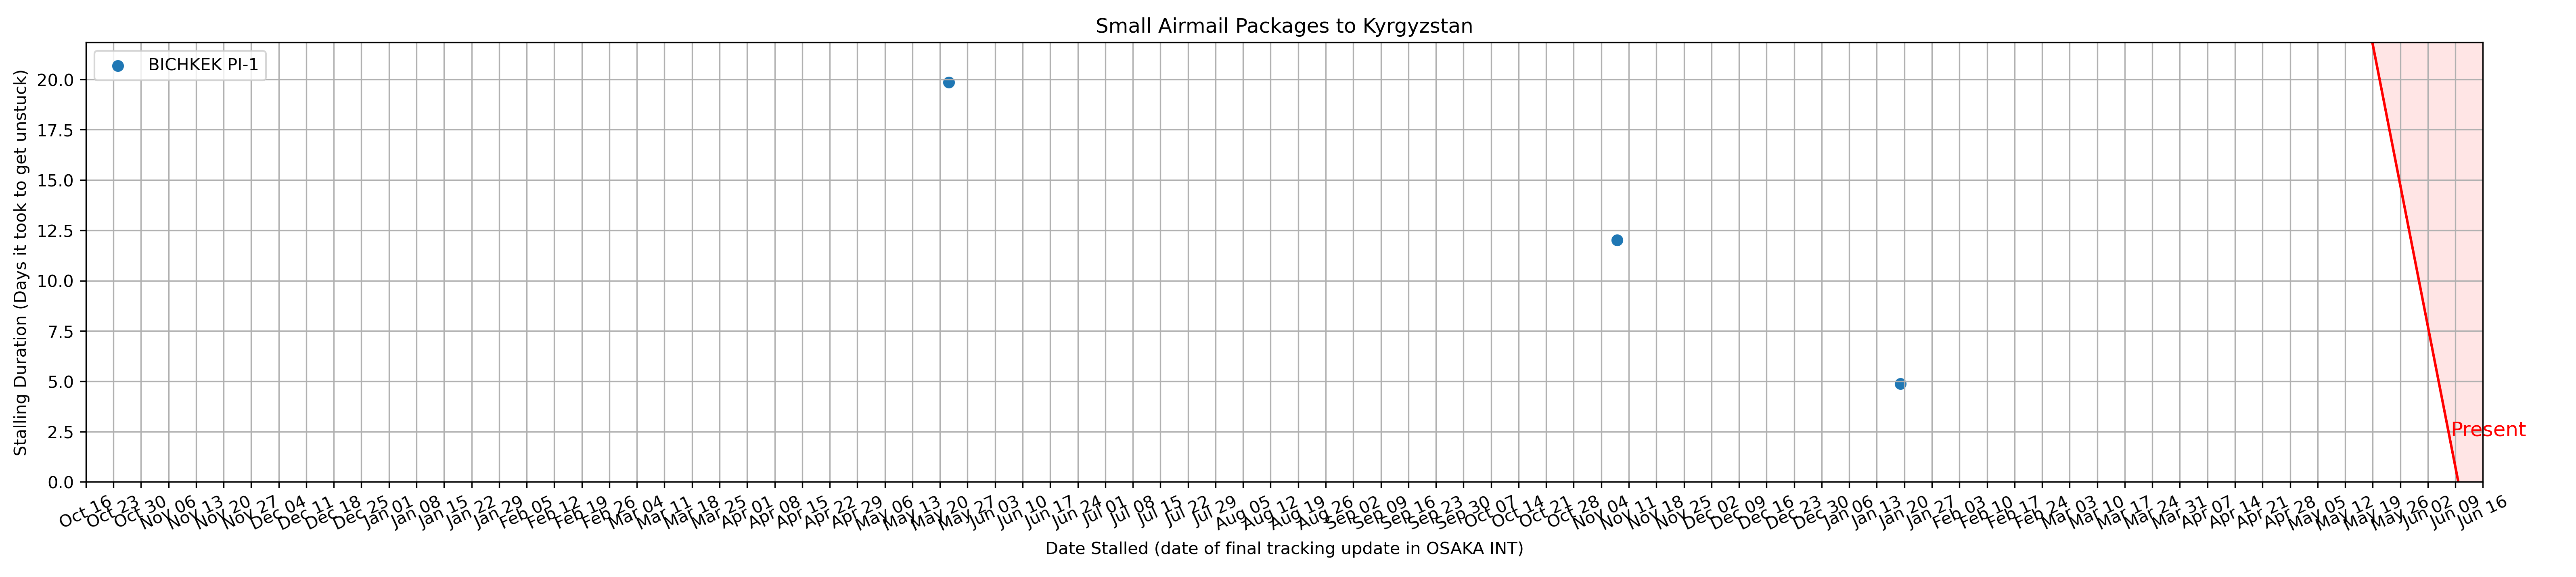 Small Airmail Packages to Kyrgyzstan
BICHKEK PI-1
Stalling Duration (Days it took to get unstuck)
20.0
17.5
15.0
12.5
10.0
7.5
5.0
2.5
0.0
Present
Oct 16 Oct 23 Oct 30 Nov 06 Nov 13 Nov 20 Nov 27 Dec 04 Dec 11 Dec 18 Dec 25 Jan 01 Jan 08 Jan 15 Jan 22 Jan 29 Feb 05 Feb 12 Feb 19 Feb 26 Mar 04 Mar 11 Mar 18 Mar 25 Apr 01 Apr 08 Apr 15 Apr 22 Apr 29 May 06 May 13 May 20 May 27 Jun 03 Jun 10 Jun 17 Jun 24 Jul 01 Jul 08 Jul 15 Jul 22 Jul 29 Aug 05 Aug 12 Aug 19 Aug 26 Sep 02 Sep 09 Sep 16 Sep 23 Sep 30 Oct 07 Oct 14 Oct 21 Oct 28 Nov 04 Nov 11 Nov 18 Nov 25 Dec 02 Dec 09 Dec 16 Dec 23 Dec 30 Jan 06 Jan 13 Jan 20 Jan 27 Feb 03 Feb 10 Feb 17 Feb 24 Mar 03 Mar 10 Mar 17 Mar 24 Mar 31 Apr 07 Apr 14 Apr 21 Apr 28 May 05 May 12 May 19 May 26 Jun 02 Jun 09 Jun 16
Date Stalled (date of final tracking update in OSAKA INT)